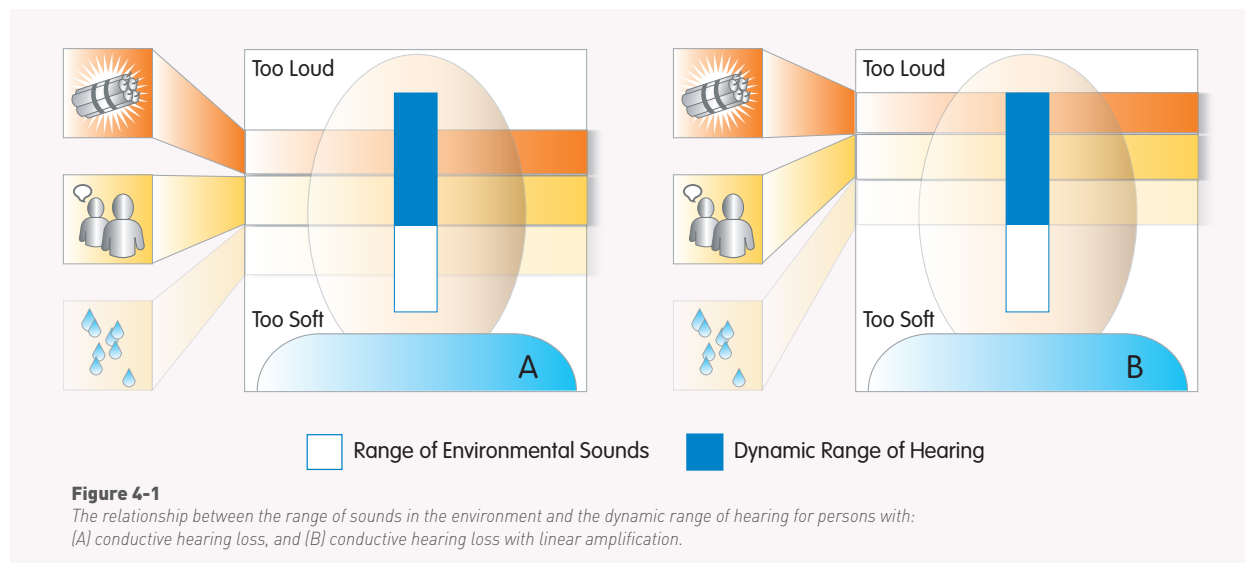 Too Loud
Too Soft
A
Too Loud
Too Soft
B
Range of Environmental Sounds
Dynamic Range of Hearing
Figure 4-1
The relationship between the range of sounds in the environment and the dynamic range of hearing for persons with:
(A) conductive hearing loss, and (B) conductive hearing loss with linear amplification.